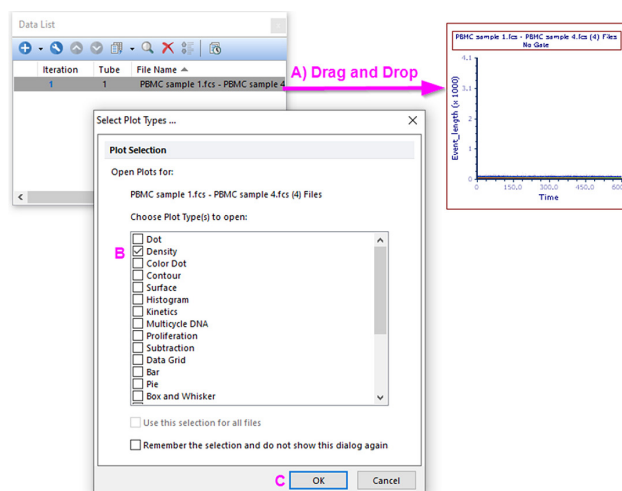 Data List
Iteration Tube File Name
1 1 PBMC sample 1.fcs - PBMC sample 4
A) Drag and Drop
PBMC sample 1.fcs - PBMC sample 4.fcs (4) Files
No Gate
Event_length (x 1000)
4.1
3.1
2
1
0
0 150.0 300.0 450.0 600
Time
Select Plot Types ...
Plot Selection
Open Plots for:
PBMC sample 1.fcs - PBMC sample 4.fcs (4) Files
Choose Plot Type(s) to open:
Dot
B Density
Color Dot
Contour
Surface
Histogram
Kinetics
Multicycle DNA
Proliferation
Subtraction
Data Grid
Bar
Pie
Box and Whisker
Use this selection for all files
Remember the selection and do not show this dialog again
C OK Cancel